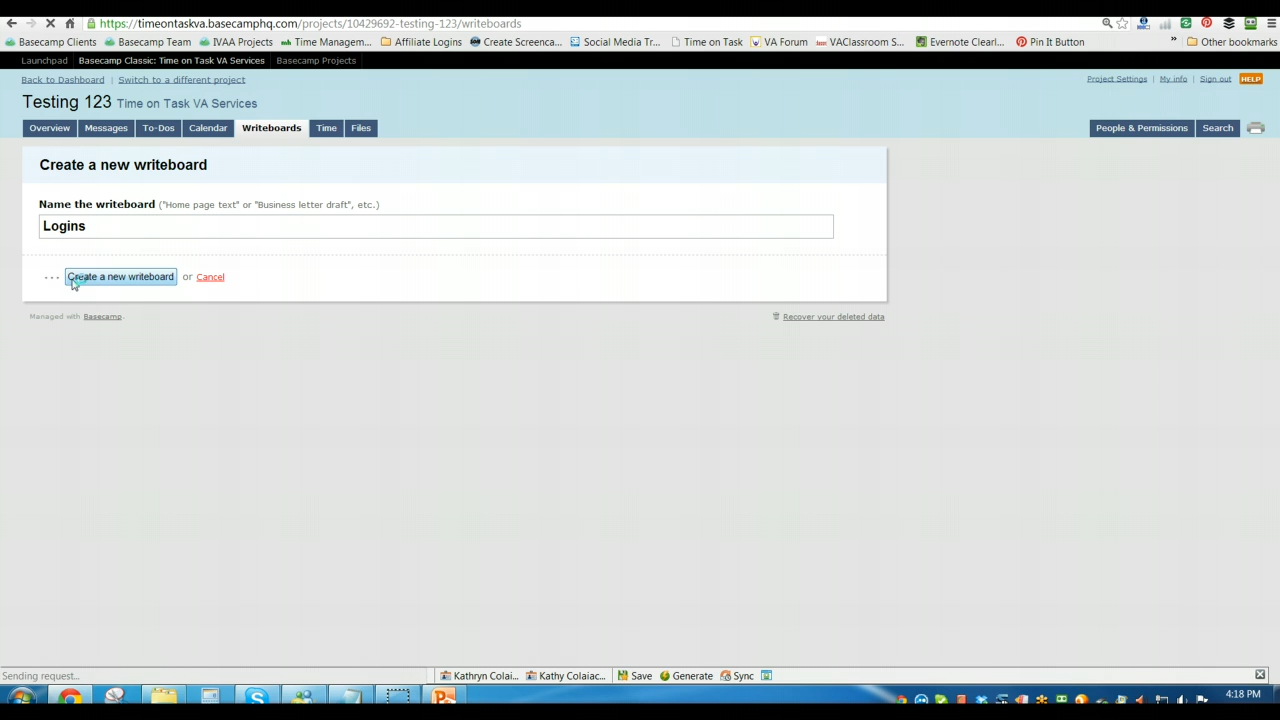 https://timeontaskva.basecamphq.com/projects/10429692-testing-123/writeboards
Basecamp Clients Basecamp Team IVAA Projects Time Managem... Affiliate Logins Create Screenca... Social Media Tr... Time on Task VA Forum VAClassroom S... Evernote Clearl... Pin It Button » Other bookmarks
Launchpad Basecamp Classic: Time on Task VA Services Basecamp Projects
Back to Dashboard | Switch to a different project Project Settings | My info | Sign out HELP
Testing 123 Time on Task VA Services
Overview Messages To-Dos Calendar Writeboards Time Files People & Permissions Search
Create a new writeboard
Name the writeboard ("Home page text" or "Business letter draft", etc.)
Logins
... Create a new writeboard or Cancel
Managed with Basecamp. Recover your deleted data
Sending request... Kathryn Colai... Kathy Colaiac... Save Generate Sync
4:18 PM